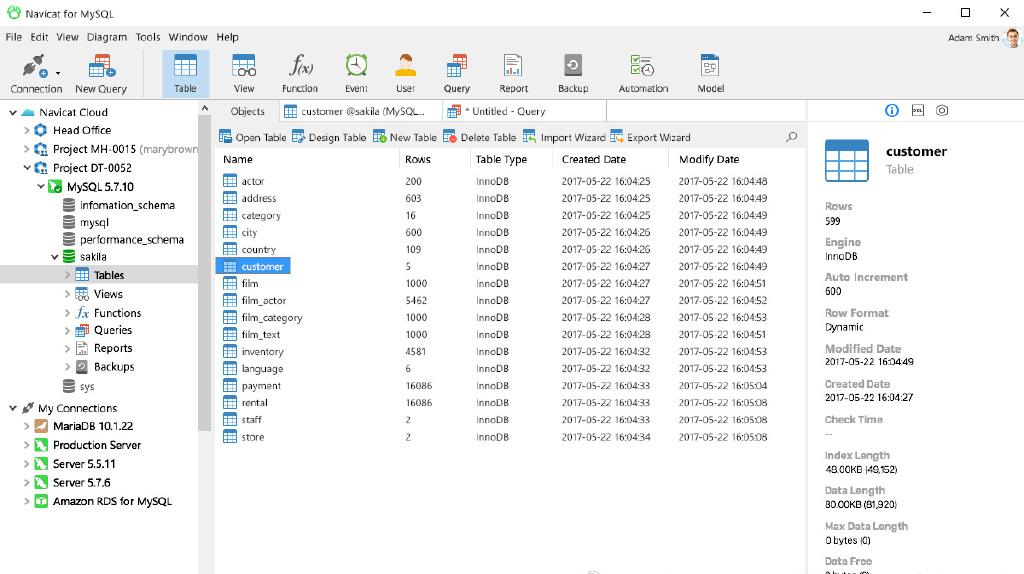 Navicat for MySQL
File Edit View Diagram Tools Window Help
Adam Smith
Connection New Query Table View Function Event User Query Report Backup Automation Model
f(x)
Navicat Cloud
Head Office
Project MH-0015 (marybrown
Project DT-0052
MySQL 5.7.10
infomation_schema
mysql
performance_schema
sakila
Tables
Views
fx Functions
Queries
Reports
Backups
sys
My Connections
MariaDB 10.1.22
Production Server
Server 5.5.11
Server 5.7.6
Amazon RDS for MySQL
Objects customer @sakila (MySQL... * Untitled - Query
Open Table Design Table New Table Delete Table Import Wizard Export Wizard
Name Rows Table Type Created Date Modify Date
actor 200 InnoDB 2017-05-22 16:04:25 2017-05-22 16:04:48
address 603 InnoDB 2017-05-22 16:04:25 2017-05-22 16:04:49
category 16 InnoDB 2017-05-22 16:04:25 2017-05-22 16:04:49
city 600 InnoDB 2017-05-22 16:04:26 2017-05-22 16:04:49
country 109 InnoDB 2017-05-22 16:04:26 2017-05-22 16:04:49
customer 5 InnoDB 2017-05-22 16:04:27 2017-05-22 16:04:49
film 1000 InnoDB 2017-05-22 16:04:27 2017-05-22 16:04:51
film_actor 5462 InnoDB 2017-05-22 16:04:27 2017-05-22 16:04:52
film_category 1000 InnoDB 2017-05-22 16:04:28 2017-05-22 16:04:53
film_text 1000 InnoDB 2017-05-22 16:04:28 2017-05-22 16:04:51
inventory 4581 InnoDB 2017-05-22 16:04:32 2017-05-22 16:04:53
language 6 InnoDB 2017-05-22 16:04:32 2017-05-22 16:04:53
payment 16086 InnoDB 2017-05-22 16:04:33 2017-05-22 16:05:04
rental 16086 InnoDB 2017-05-22 16:04:33 2017-05-22 16:05:08
staff 2 InnoDB 2017-05-22 16:04:33 2017-05-22 16:05:08
store 2 InnoDB 2017-05-22 16:04:34 2017-05-22 16:05:08
DDL
customer
Table
Rows
599
Engine
InnoDB
Auto Increment
600
Row Format
Dynamic
Modified Date
2017-05-22 16:04:49
Created Date
2017-05-22 16:04:27
Check Time
--
Index Length
48.00KB (49,152)
Data Length
80.00KB (81,920)
Max Data Length
0 bytes (0)
Data Free